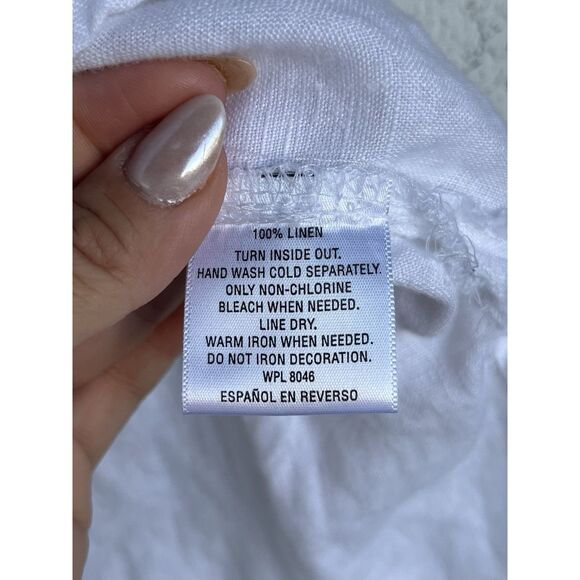 100% LINEN
TURN INSIDE OUT.
HAND WASH COLD SEPARATELY.
ONLY NON-CHLORINE
BLEACH WHEN NEEDED.
LINE DRY.
WARM IRON WHEN NEEDED.
DO NOT IRON DECORATION.
WPL 8046
ESPAÑOL EN REVERSO